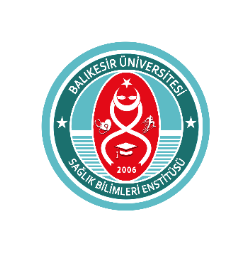 BALIKESİR ÜNİVERSİTESİ
2006
SAĞLIK BİLİMLERİ ENSTİTÜSÜ